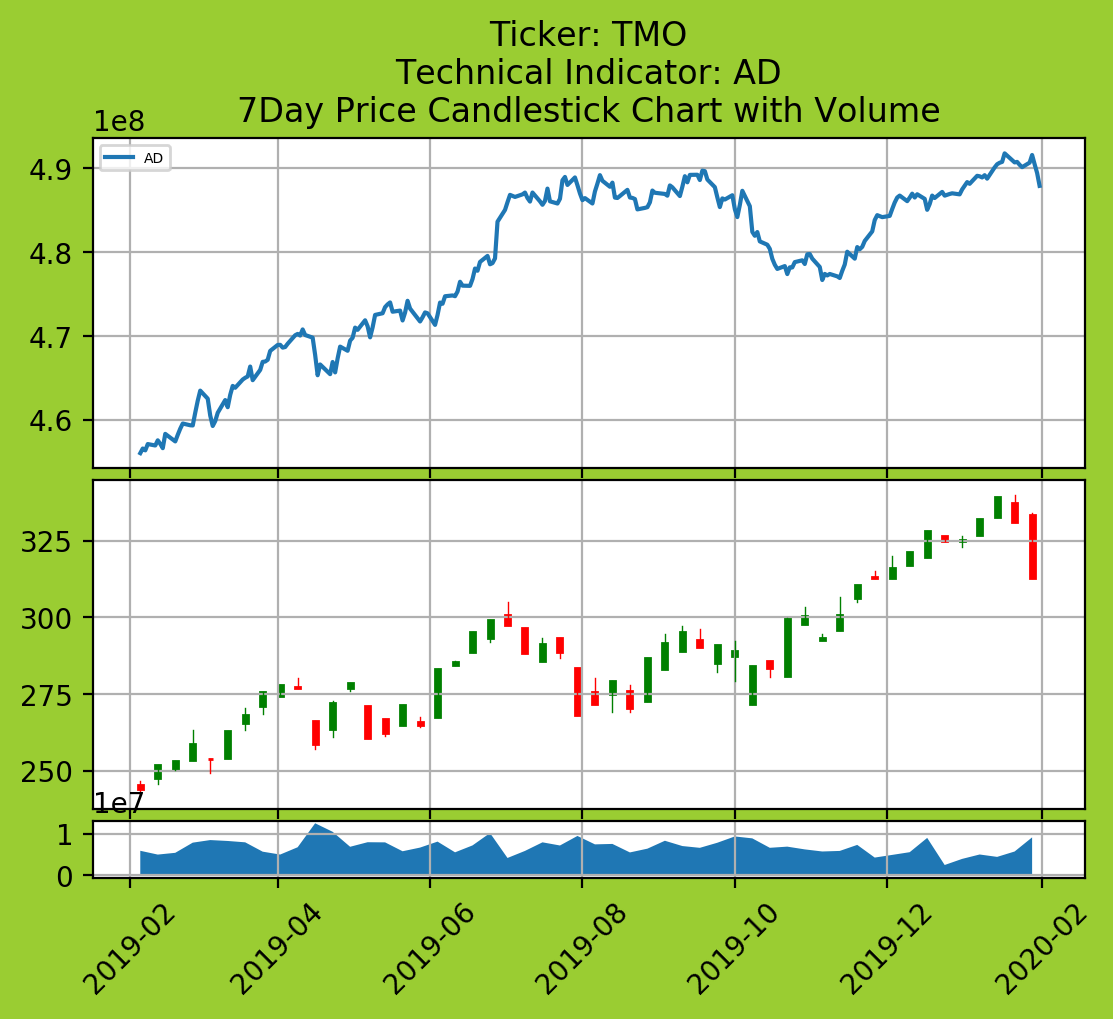 Ticker: TMO
Technical Indicator: AD
7Day Price Candlestick Chart with Volume
1e8
AD
4.9
4.8
4.7
4.6
325
300
275
250
1e7
1
0
2019-02
2019-04
2019-06
2019-08
2019-10
2019-12
2020-02